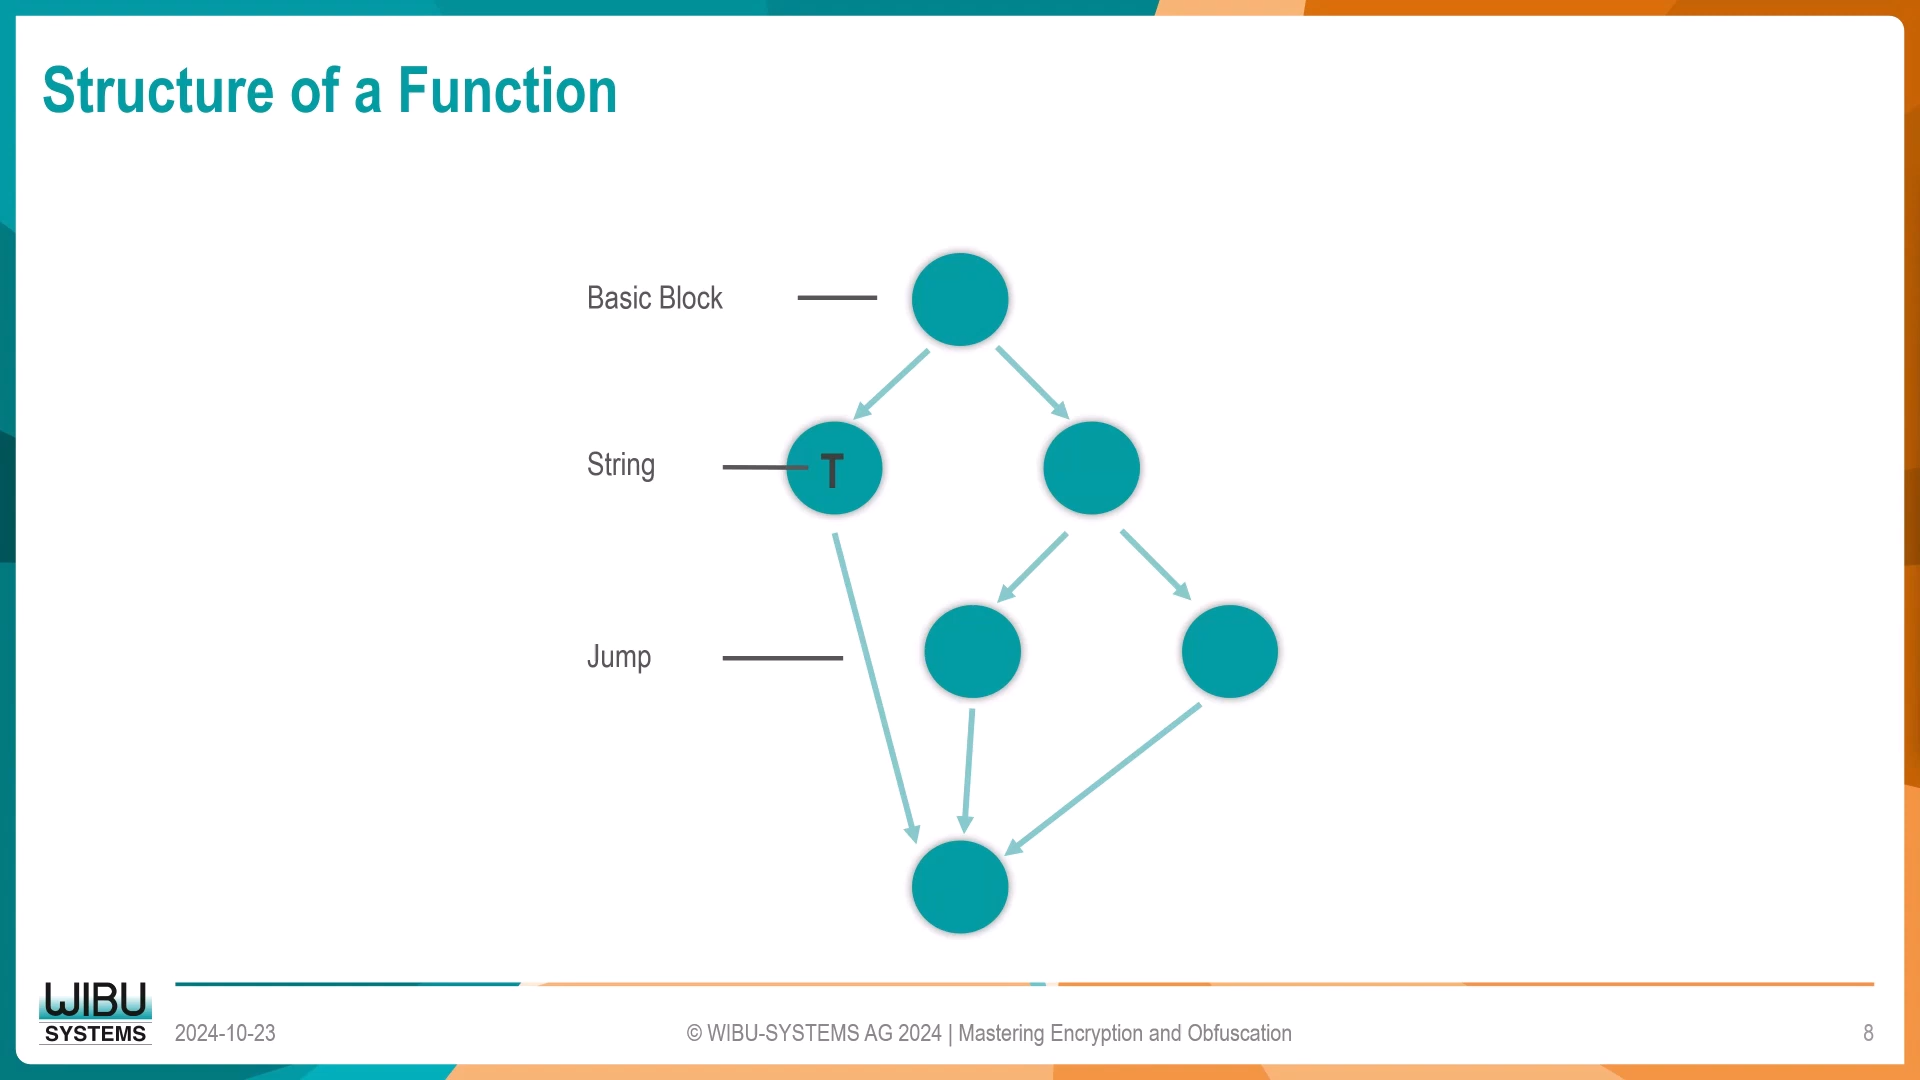 Structure of a Function
Basic Block
String
T
Jump
WIBU
SYSTEMS
2024-10-23
© WIBU-SYSTEMS AG 2024 | Mastering Encryption and Obfuscation
8